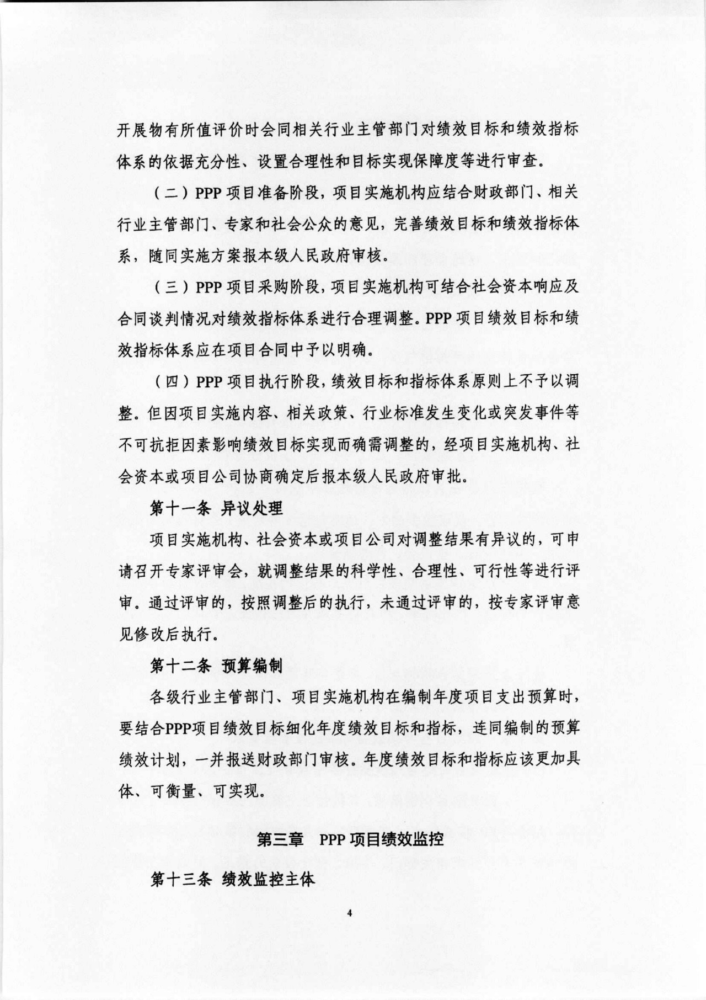 开展物有所值评价时会同相关行业主管部门对绩效目标和绩效指标
体系的依据充分性、设置合理性和目标实现保障度等进行审查。
（二）PPP 项目准备阶段，项目实施机构应结合财政部门、相关
行业主管部门、专家和社会公众的意见，完善绩效目标和绩效指标体
系，随同实施方案报本级人民政府审核。
（三）PPP 项目采购阶段，项目实施机构可结合社会资本响应及
合同谈判情况对绩效指标体系进行合理调整。PPP 项目绩效目标和绩
效指标体系应在项目合同中予以明确。
（四）PPP 项目执行阶段，绩效目标和指标体系原则上不予以调
整。但因项目实施内容、相关政策、行业标准发生变化或突发事件等
不可抗拒因素影响绩效目标实现而确需调整的，经项目实施机构、社
会资本或项目公司协商确定后报本级人民政府审批。
第十一条 异议处理
项目实施机构、社会资本或项目公司对调整结果有异议的，可申
请召开专家评审会，就调整结果的科学性、合理性、可行性等进行评
审。通过评审的，按照调整后的执行，未通过评审的，按专家评审意
见修改后执行。
第十二条 预算编制
各级行业主管部门、项目实施机构在编制年度项目支出预算时，
要结合PPP项目绩效目标细化年度绩效目标和指标，连同编制的预算
绩效计划，一并报送财政部门审核。年度绩效目标和指标应该更加具
体、可衡量、可实现。
第三章 PPP 项目绩效监控
第十三条 绩效监控主体
4